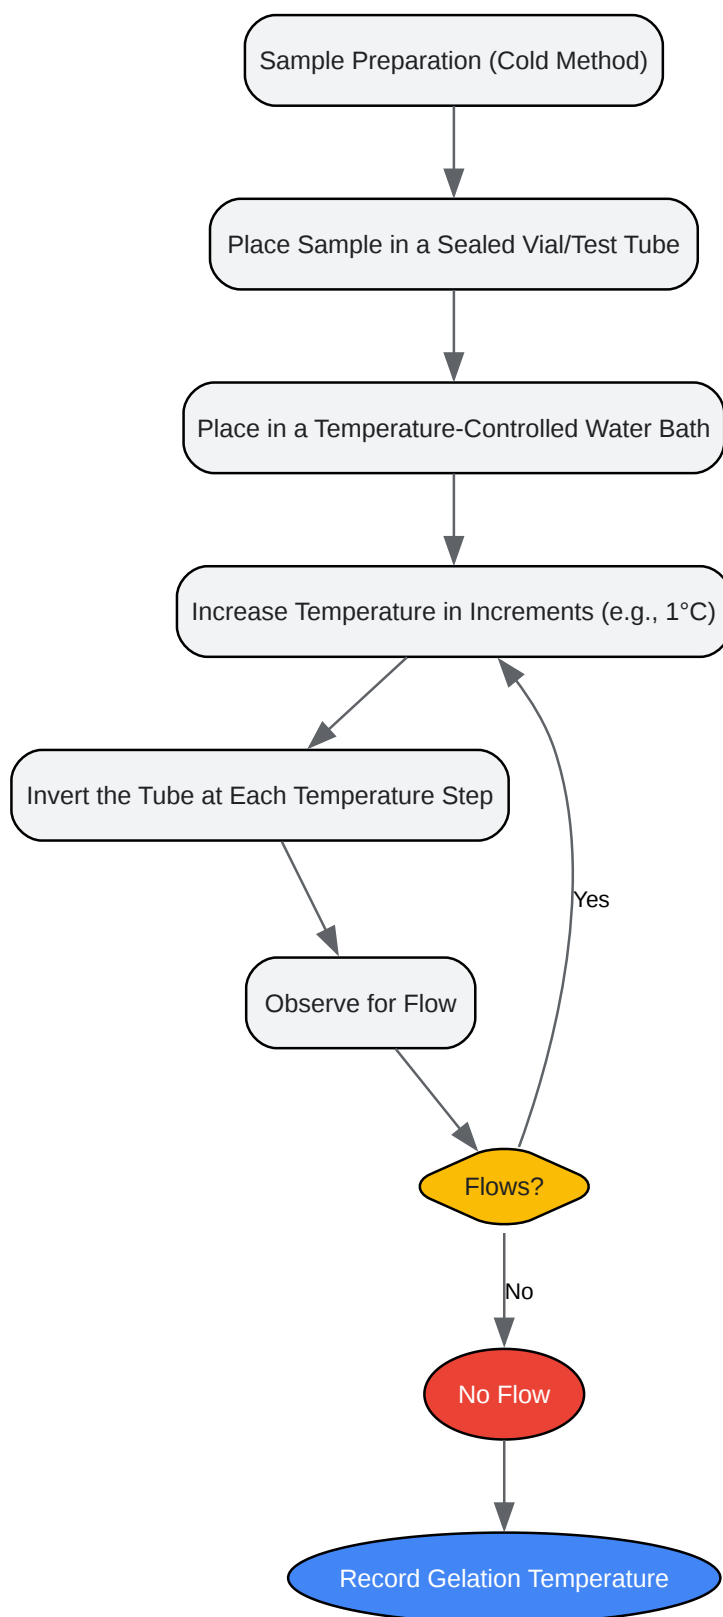 Sample Preparation (Cold Method)
Place Sample in a Sealed Vial/Test Tube
Place in a Temperature-Controlled Water Bath
Increase Temperature in Increments (e.g., 1°C)
Invert the Tube at Each Temperature Step
Yes
Observe for Flow
Flows?
No
No Flow
Record Gelation Temperature